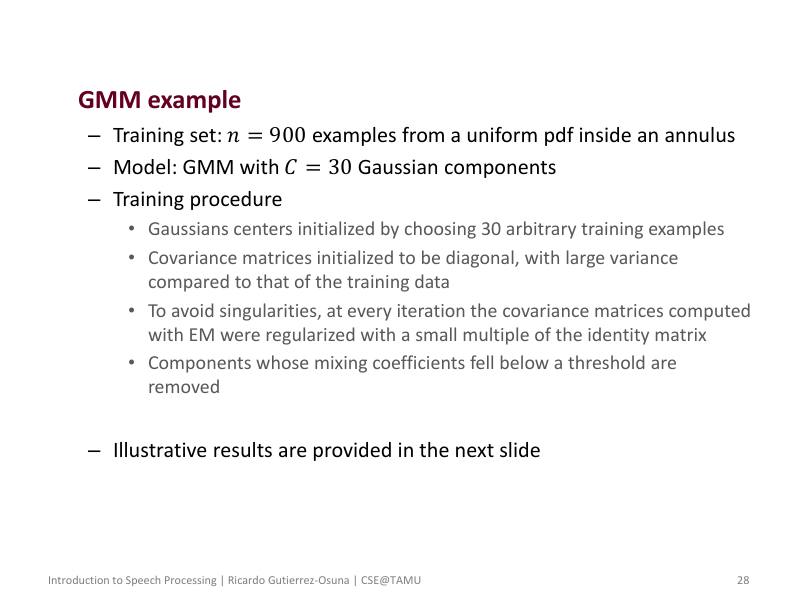 GMM example
– Training set: 𝑛 = 900 examples from a uniform pdf inside an annulus
– Model: GMM with 𝐶 = 30 Gaussian components
– Training procedure
• Gaussians centers initialized by choosing 30 arbitrary training examples
• Covariance matrices initialized to be diagonal, with large variance
compared to that of the training data
• To avoid singularities, at every iteration the covariance matrices computed
with EM were regularized with a small multiple of the identity matrix
• Components whose mixing coefficients fell below a threshold are
removed
– Illustrative results are provided in the next slide
Introduction to Speech Processing | Ricardo Gutierrez-Osuna | CSE@TAMU 28